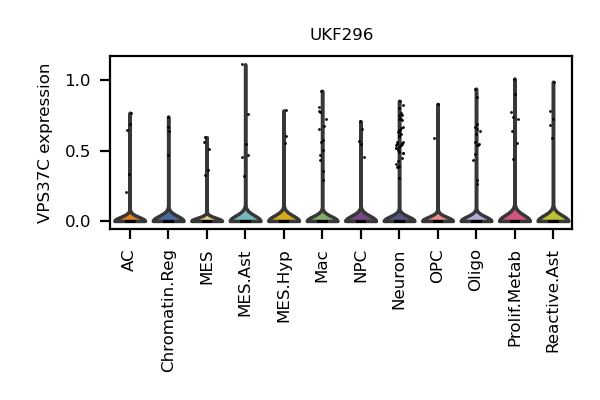 UKF296
VPS37C expression
1.0
0.5
0.0
AC
Chromatin.Reg
MES
MES.Ast
MES.Hyp
Mac
NPC
Neuron
OPC
Oligo
Prolif.Metab
Reactive.Ast